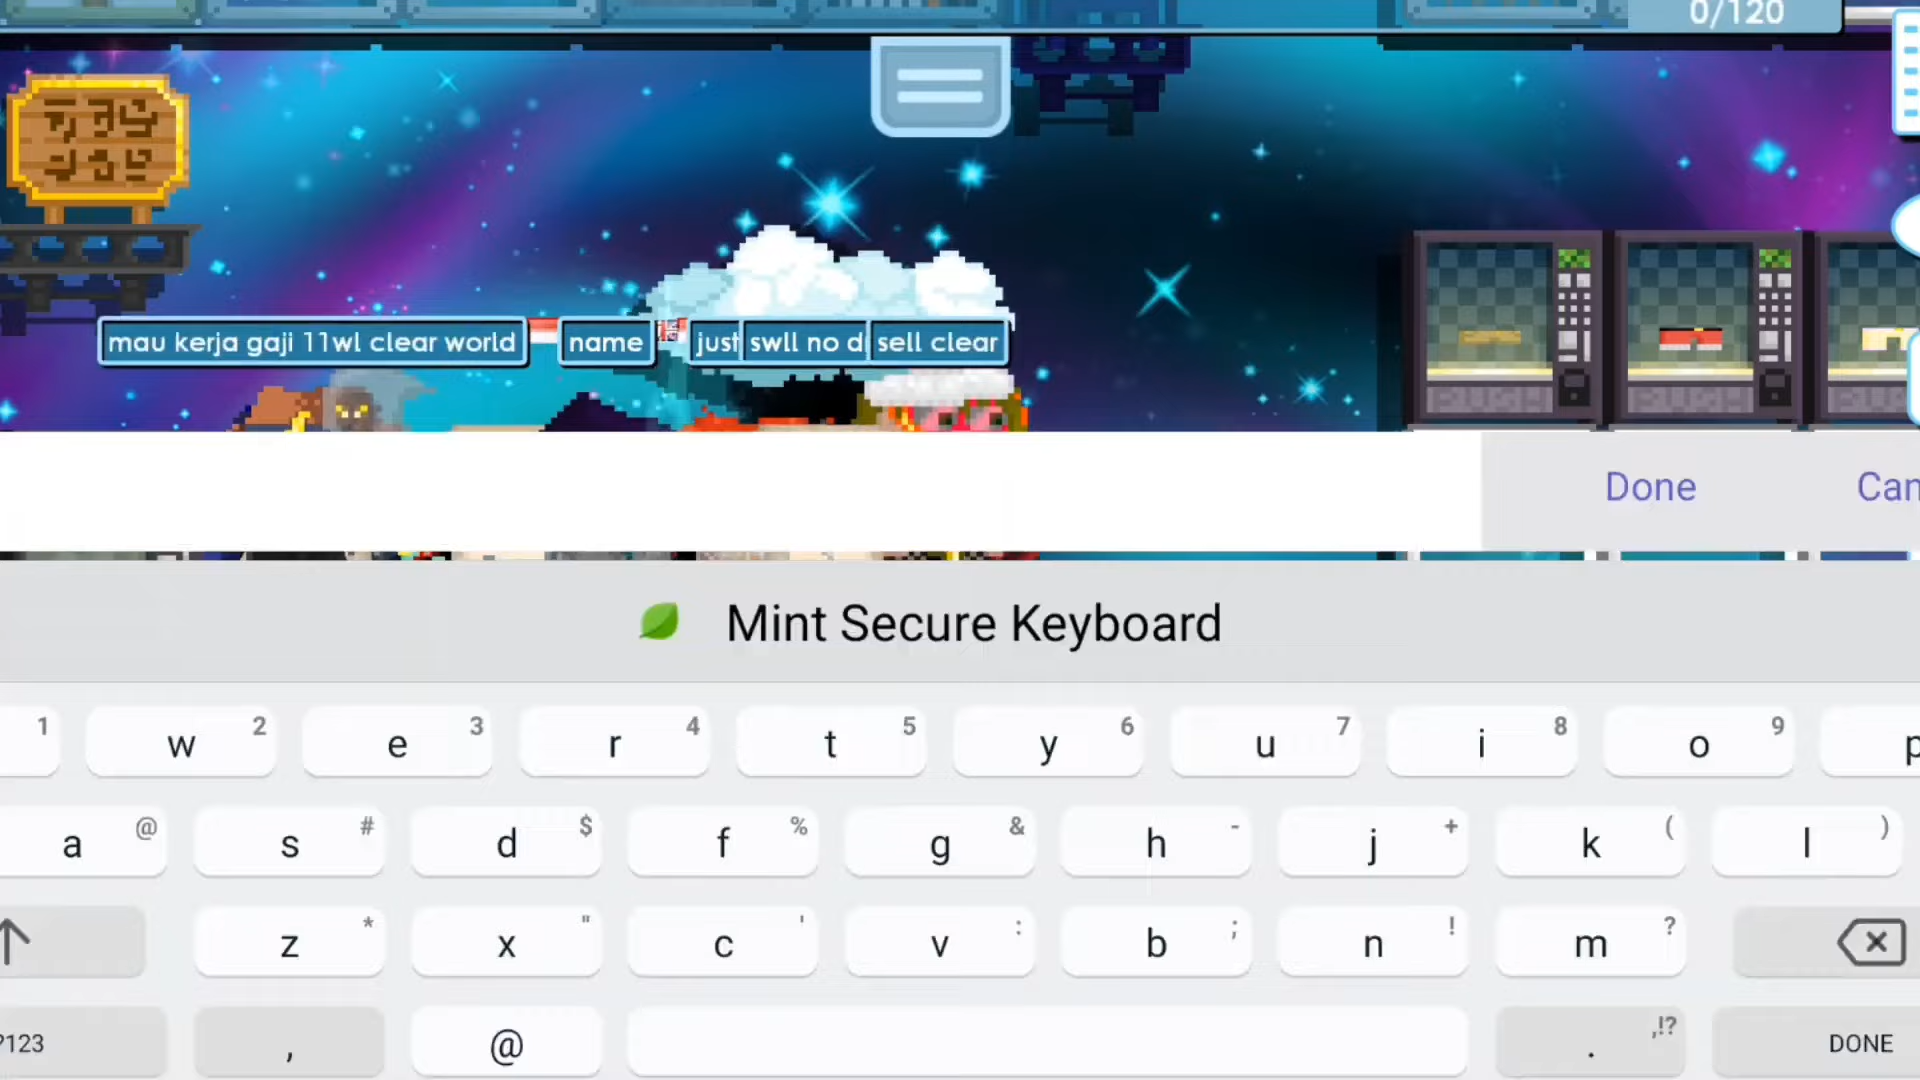 0/120
mau kerja gaji 11wl clear world
name
just
swll no d
sell clear
Done
Can
Mint Secure Keyboard
1 w 2 e 3 r 4 t 5 y 6 u 7 i 8 o 9 p
a @ s # d $ f % g & h - j + k ( l )
z * x " c ' v : b ; n ! m ?
?123 , @ . ,!? DONE